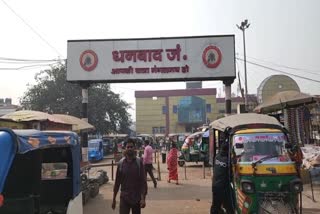 धनबाद जं.
आपकी यात्रा मंगलमय हो